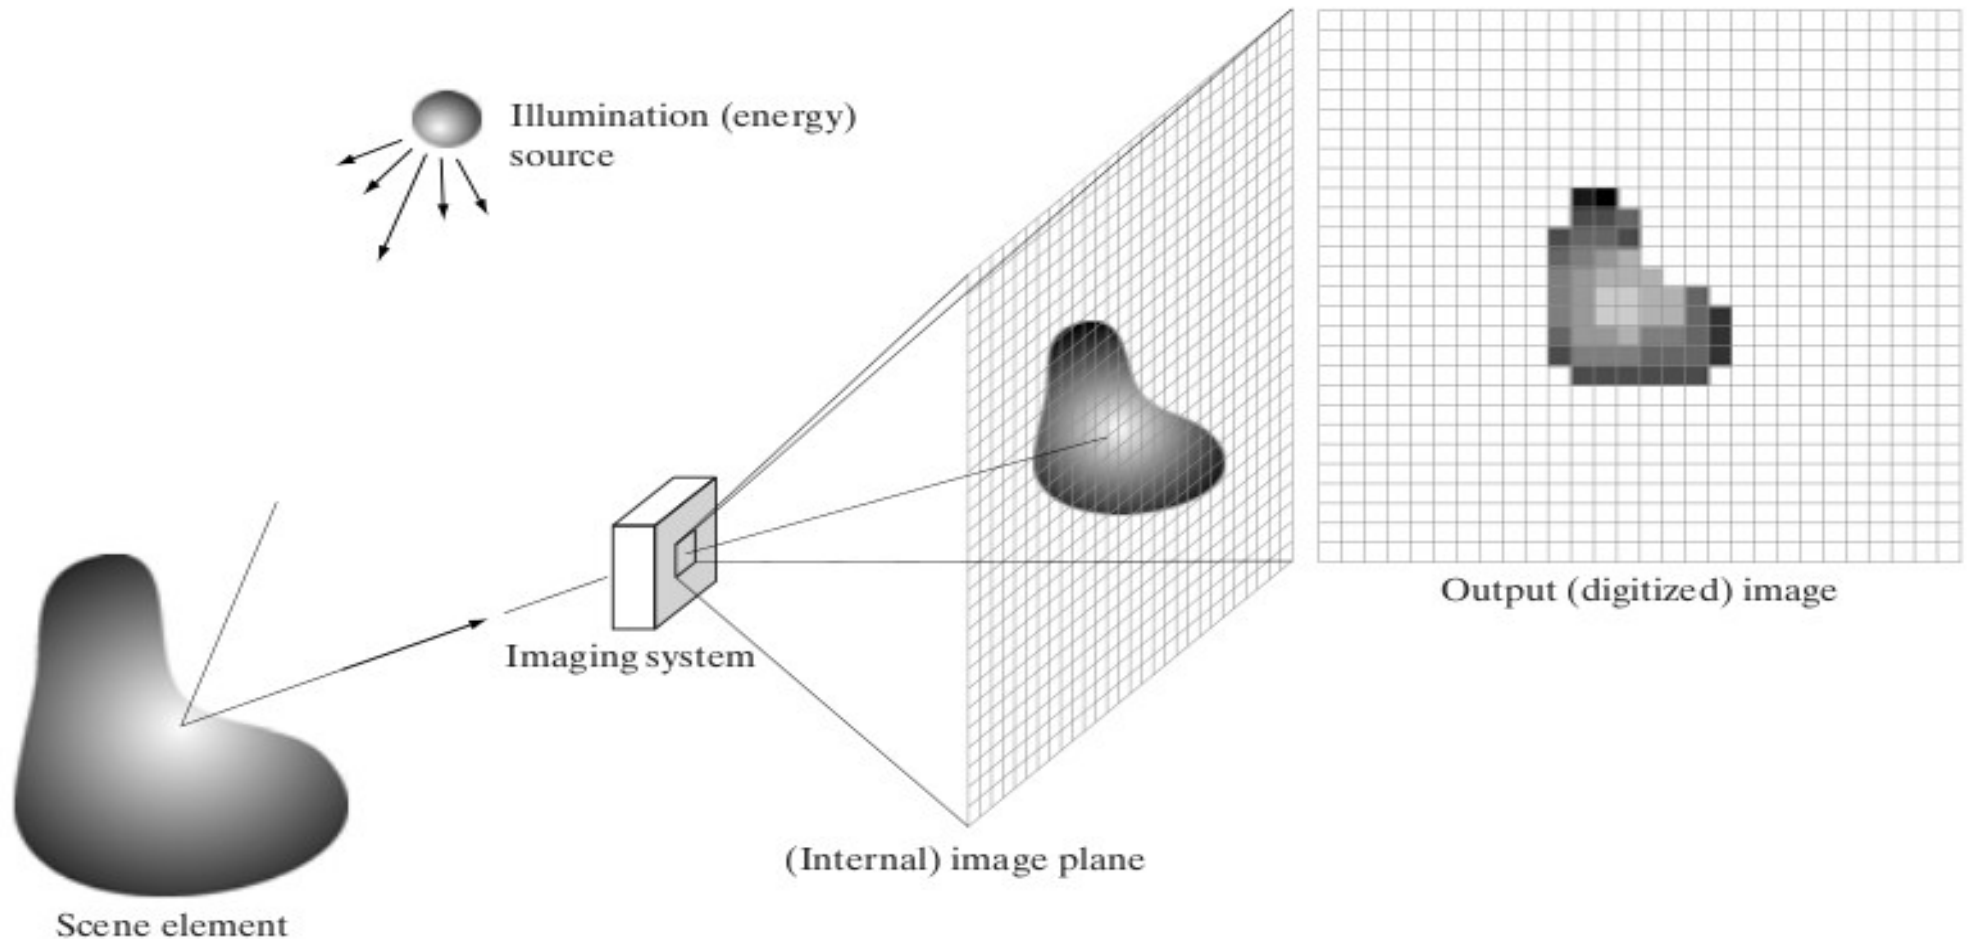 Illumination (energy)
source
Output (digitized) image
Imaging system
(Internal) image plane
Scene element